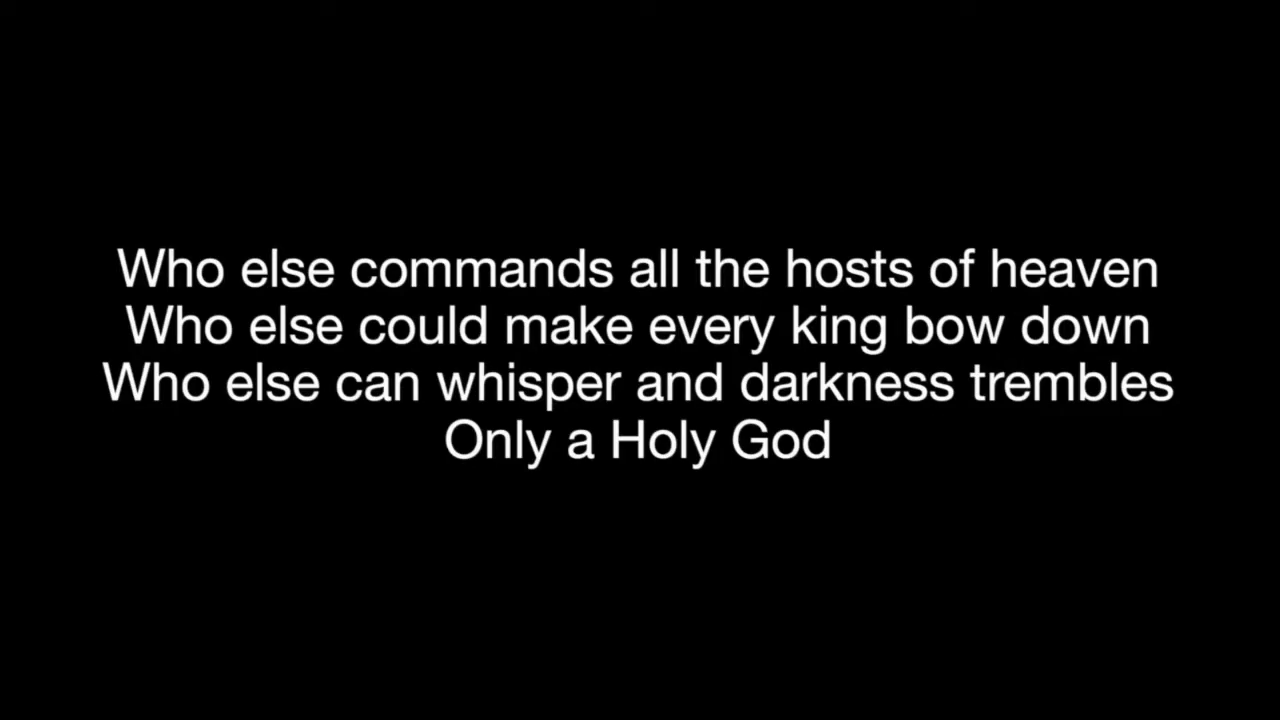 Who else commands all the hosts of heaven
Who else could make every king bow down
Who else can whisper and darkness trembles
Only a Holy God